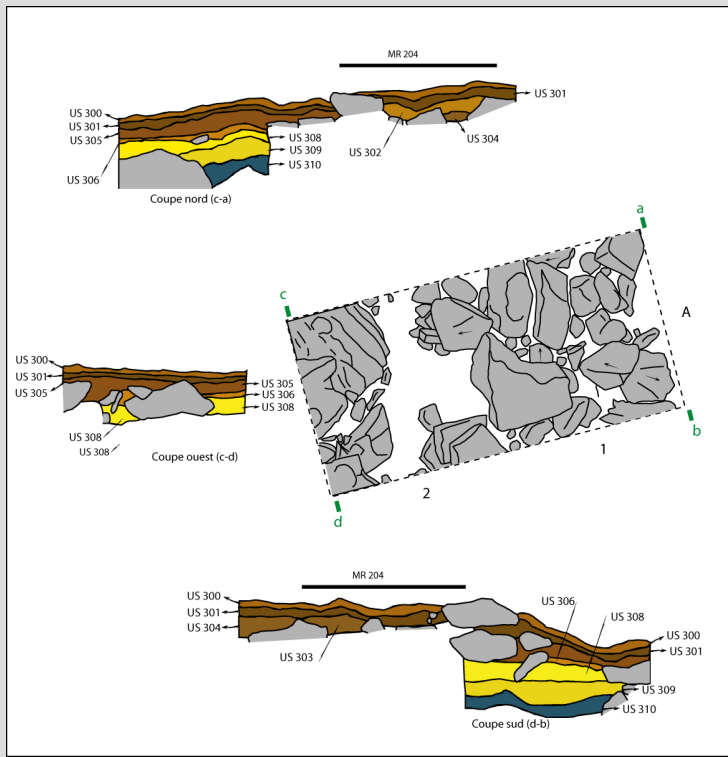 MR 204
US 300
US 301
US 305
US 306
US 308
US 309
US 310
US 302
US 304
US 301
Coupe nord (c-a)
a
c
A
b
1
2
d
US 300
US 301
US 305
US 305
US 306
US 308
US 308
US 308
Coupe ouest (c-d)
MR 204
US 300
US 301
US 304
US 303
US 306
US 308
US 300
US 301
US 309
US 310
Coupe sud (d-b)